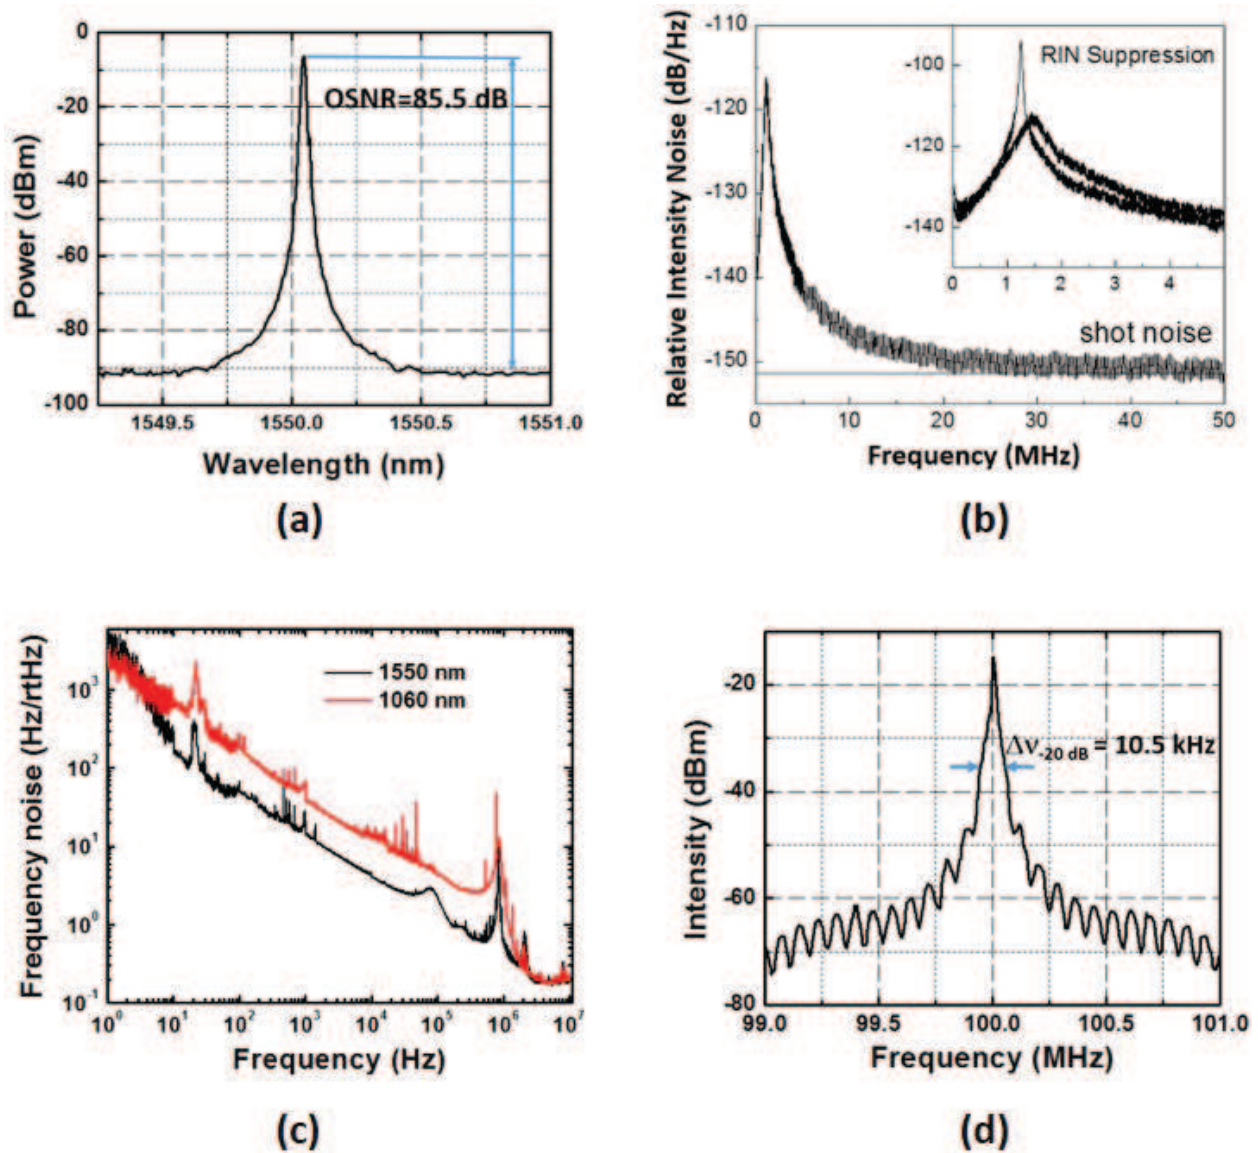 0
-20
-40
-60
-80
-100
Power (dBm)
OSNR=85.5 dB
1549.5 1550.0 1550.5 1551.0
Wavelength (nm)
(a)
-110
-120
-130
-140
-150
Relative Intensity Noise (dB/Hz)
RIN Suppression
-100
-120
-140
0 1 2 3 4
shot noise
0 10 20 30 40 50
Frequency (MHz)
(b)
10³
10²
10¹
10⁰
10⁻¹
Frequency noise (Hz/rtHz)
1550 nm
1060 nm
10⁰ 10¹ 10² 10³ 10⁴ 10⁵ 10⁶ 10⁷
Frequency (Hz)
(c)
-20
-40
-60
-80
Intensity (dBm)
Δν-20 dB = 10.5 kHz
99.0 99.5 100.0 100.5 101.0
Frequency (MHz)
(d)